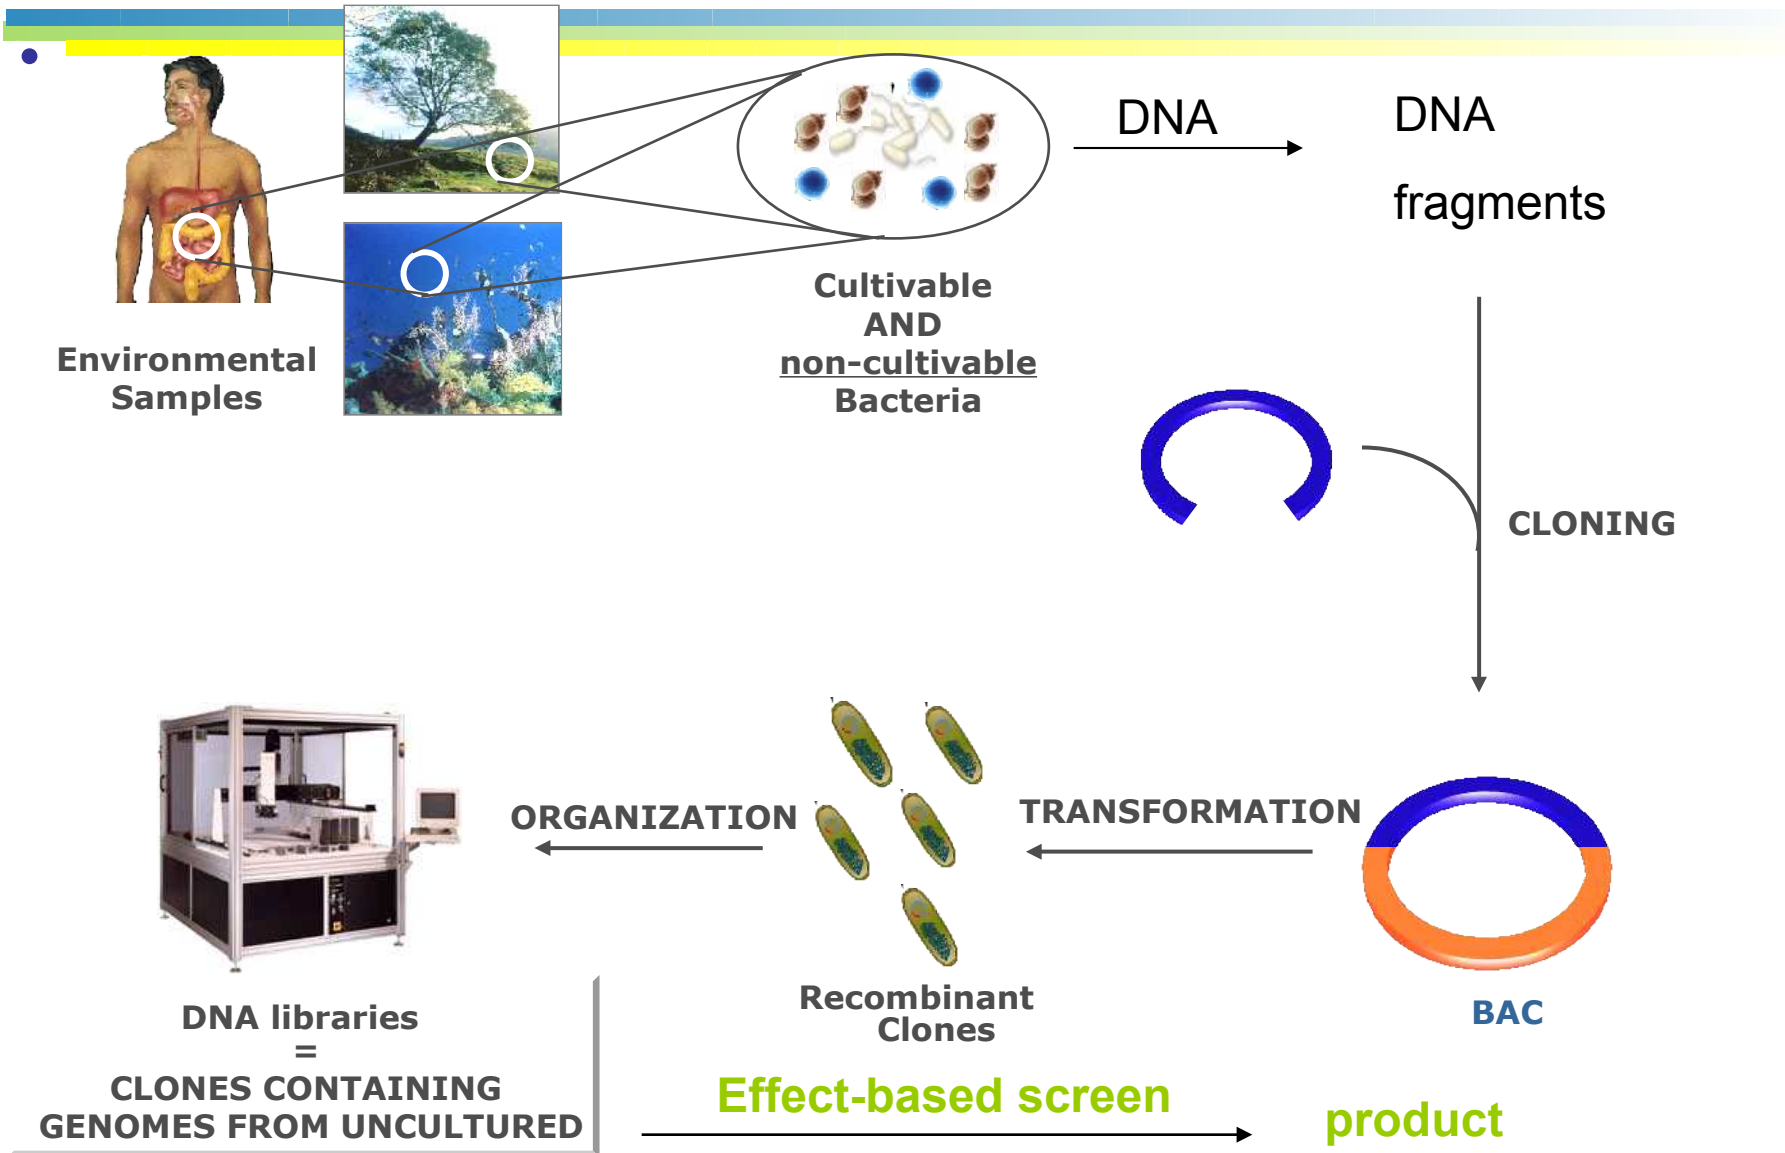 DNA
DNA
fragments
Environmental
Samples
Cultivable
AND
non-cultivable
Bacteria
CLONING
ORGANIZATION
TRANSFORMATION
DNA libraries
=
CLONES CONTAINING
GENOMES FROM UNCULTURED
Recombinant
Clones
BAC
Effect-based screen
product